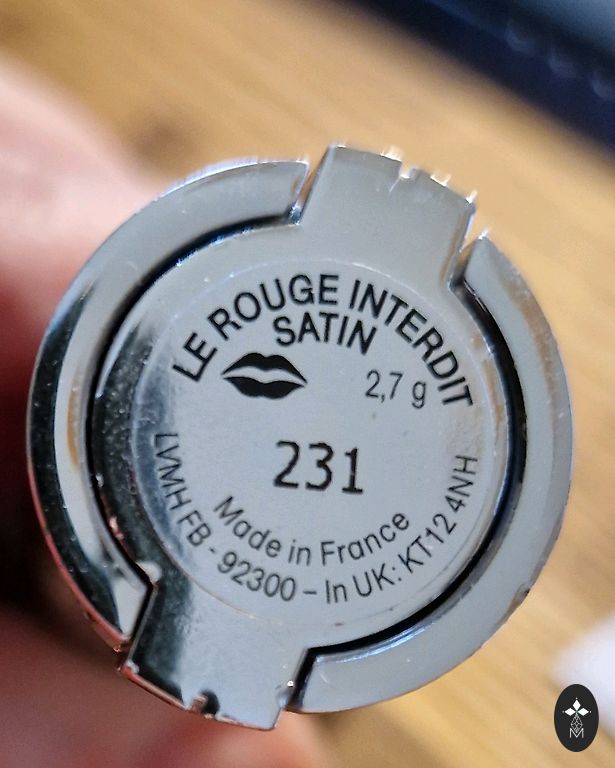 LE ROUGE INTERDIT
SATIN
2,7 g
231
Made in France
LVMH FB - 92300 – In UK: KT12 4NH
M